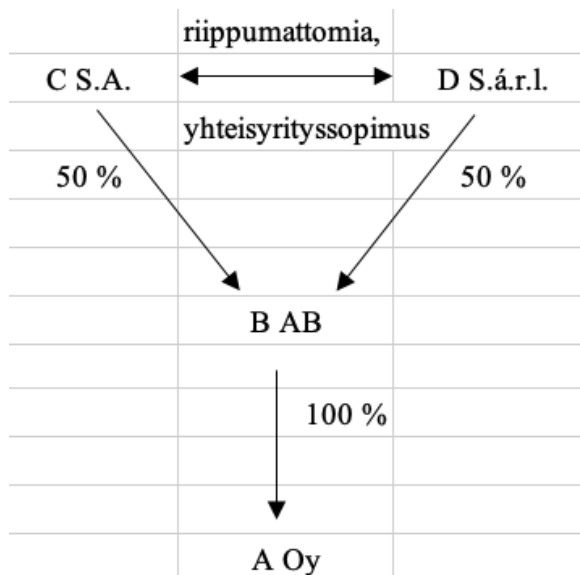 riippumattomia,
C S.A.
D S.á.r.l.
yhteisyrityssopimus
50 %
50 %
B AB
100 %
A Oy